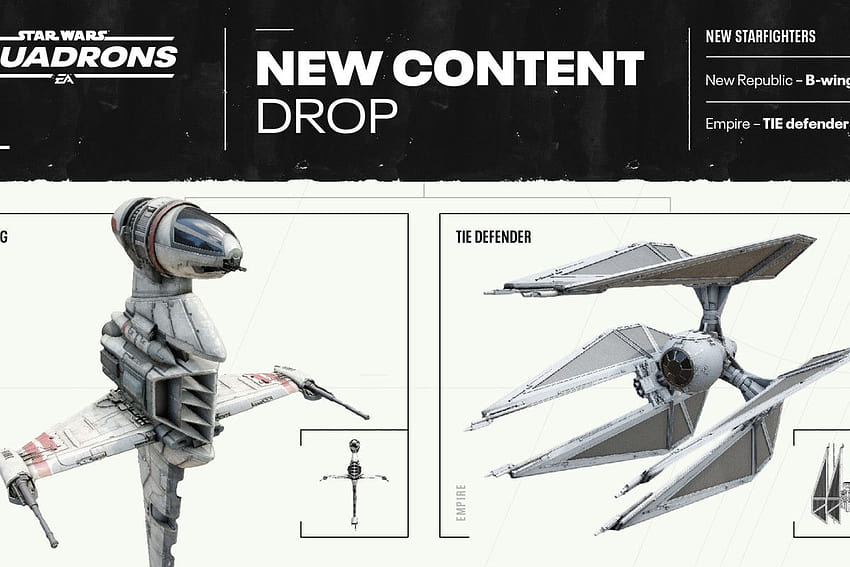 STAR WARS
UADRONS
EA
NEW CONTENT
DROP
NEW STARFIGHTERS
New Republic – B-wing
Empire – TIE defender
G
TIE DEFENDER
EMPIRE